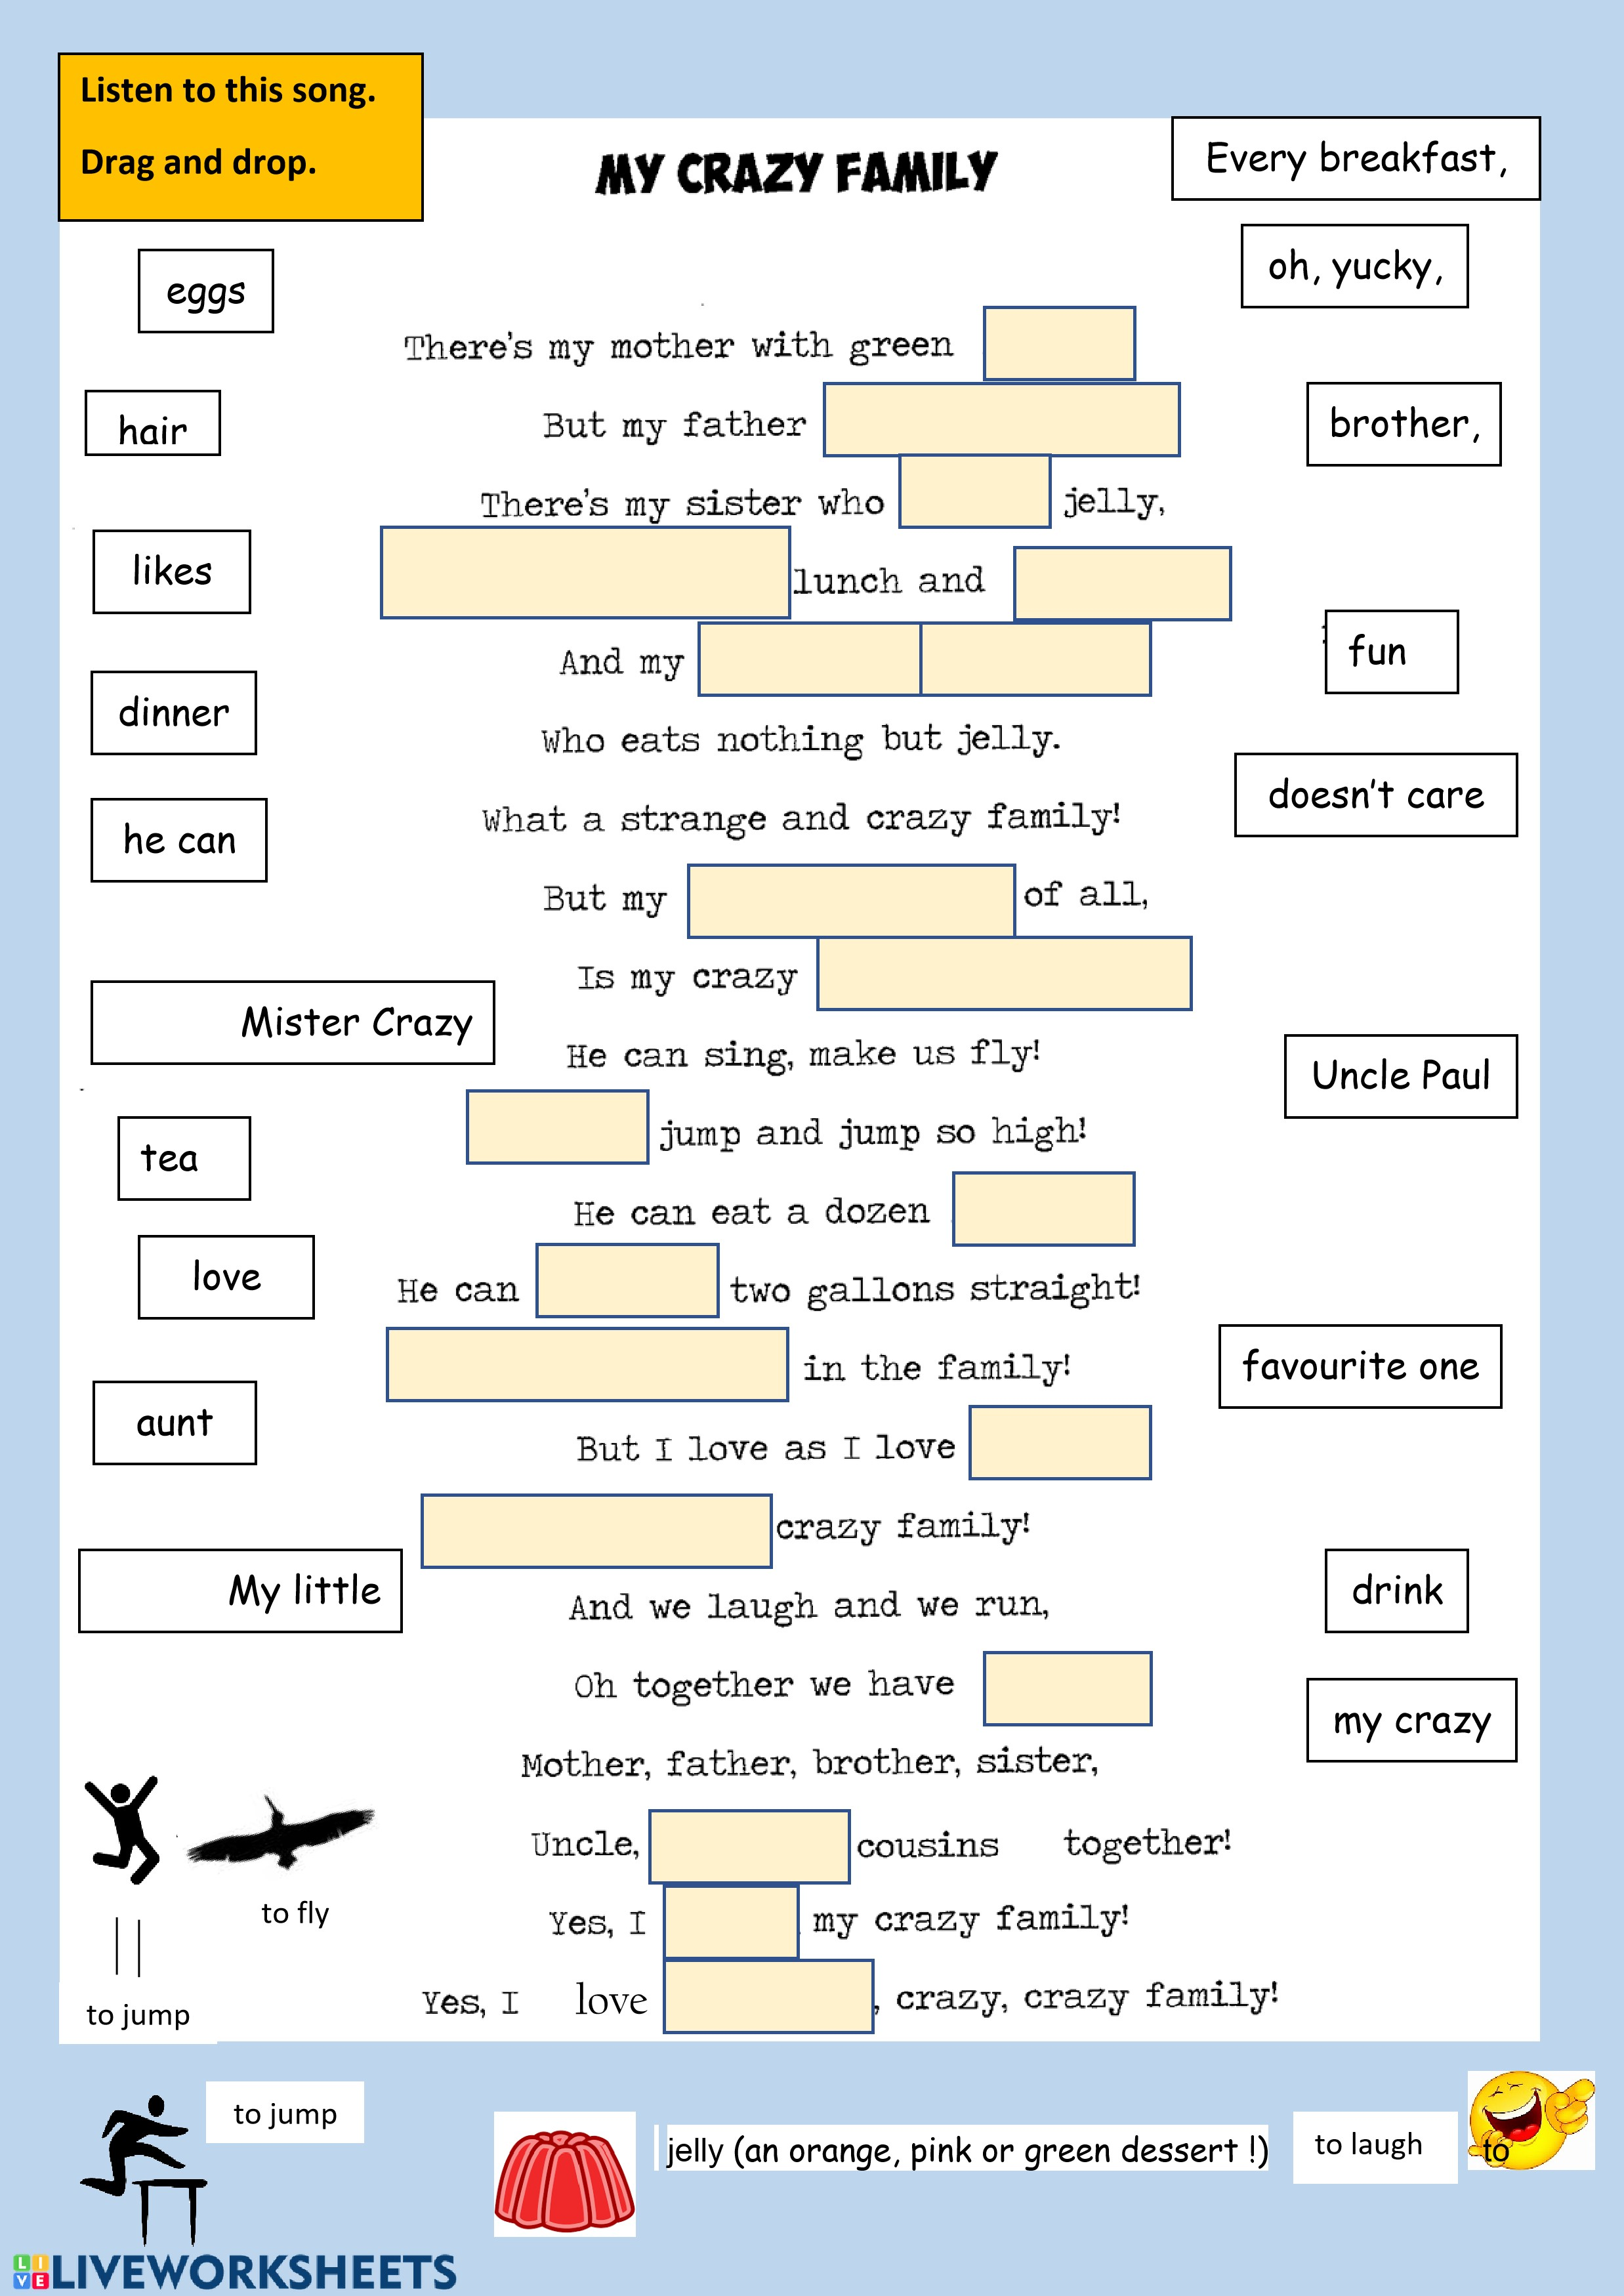 Listen to this song.
Drag and drop.
MY CRAZY FAMILY
Every breakfast,
oh, yucky,
eggs
There's my mother with green
hair
But my father
brother,
There's my sister who jelly,
likes
lunch and
fun
And my
dinner
Who eats nothing but jelly.
doesn't care
What a strange and crazy family!
he can
But my of all,
Is my crazy
Mister Crazy
He can sing, make us fly!
Uncle Paul
jump and jump so high!
tea
He can eat a dozen
love
He can two gallons straight!
in the family!
favourite one
aunt
But I love as I love
crazy family!
My little
And we laugh and we run,
drink
Oh together we have
my crazy
Mother, father, brother, sister,
Uncle, cousins together!
to fly
Yes, I my crazy family!
Yes, I love , crazy, crazy family!
to jump
to jump
jelly (an orange, pink or green dessert !)
to laugh
to
LIVE LIVEWORKSHEETS